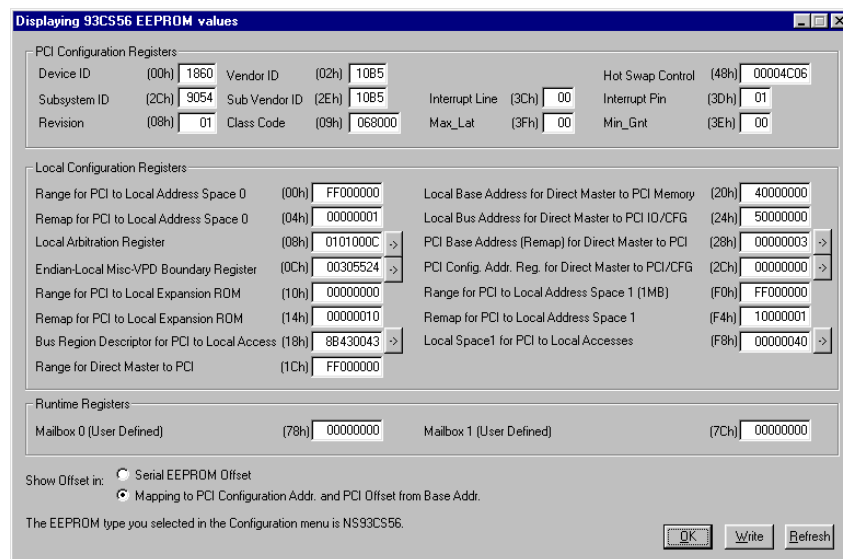 Displaying 93CS56 EEPROM values
PCI Configuration Registers
Device ID (00h) 1860 Vendor ID (02h) 10B5 Hot Swap Control (48h) 00004C06
Subsystem ID (2Ch) 9054 Sub Vendor ID (2Eh) 10B5 Interrupt Line (3Ch) 00 Interrupt Pin (3Dh) 01
Revision (08h) 01 Class Code (09h) 068000 Max_Lat (3Fh) 00 Min_Gnt (3Eh) 00
Local Configuration Registers
Range for PCI to Local Address Space 0 (00h) FF000000 Local Base Address for Direct Master to PCI Memory (20h) 40000000
Remap for PCI to Local Address Space 0 (04h) 00000001 Local Bus Address for Direct Master to PCI IO/CFG (24h) 50000000
Local Arbitration Register (08h) 0101000C -> PCI Base Address (Remap) for Direct Master to PCI (28h) 00000003 ->
Endian-Local Misc-VPD Boundary Register (0Ch) 00305524 -> PCI Config. Addr. Reg. for Direct Master to PCI/CFG (2Ch) 00000000 ->
Range for PCI to Local Expansion ROM (10h) 00000000 Range for PCI to Local Address Space 1 (1MB) (F0h) FF000000
Remap for PCI to Local Expansion ROM (14h) 00000010 Remap for PCI to Local Address Space 1 (F4h) 10000001
Bus Region Descriptor for PCI to Local Access (18h) 8B430043 -> Local Space1 for PCI to Local Accesses (F8h) 00000040 ->
Range for Direct Master to PCI (1Ch) FF000000
Runtime Registers
Mailbox 0 (User Defined) (78h) 00000000 Mailbox 1 (User Defined) (7Ch) 00000000
Show Offset in: Serial EEPROM Offset
Mapping to PCI Configuration Addr. and PCI Offset from Base Addr.
The EEPROM type you selected in the Configuration menu is NS93CS56.
OK Write Refresh